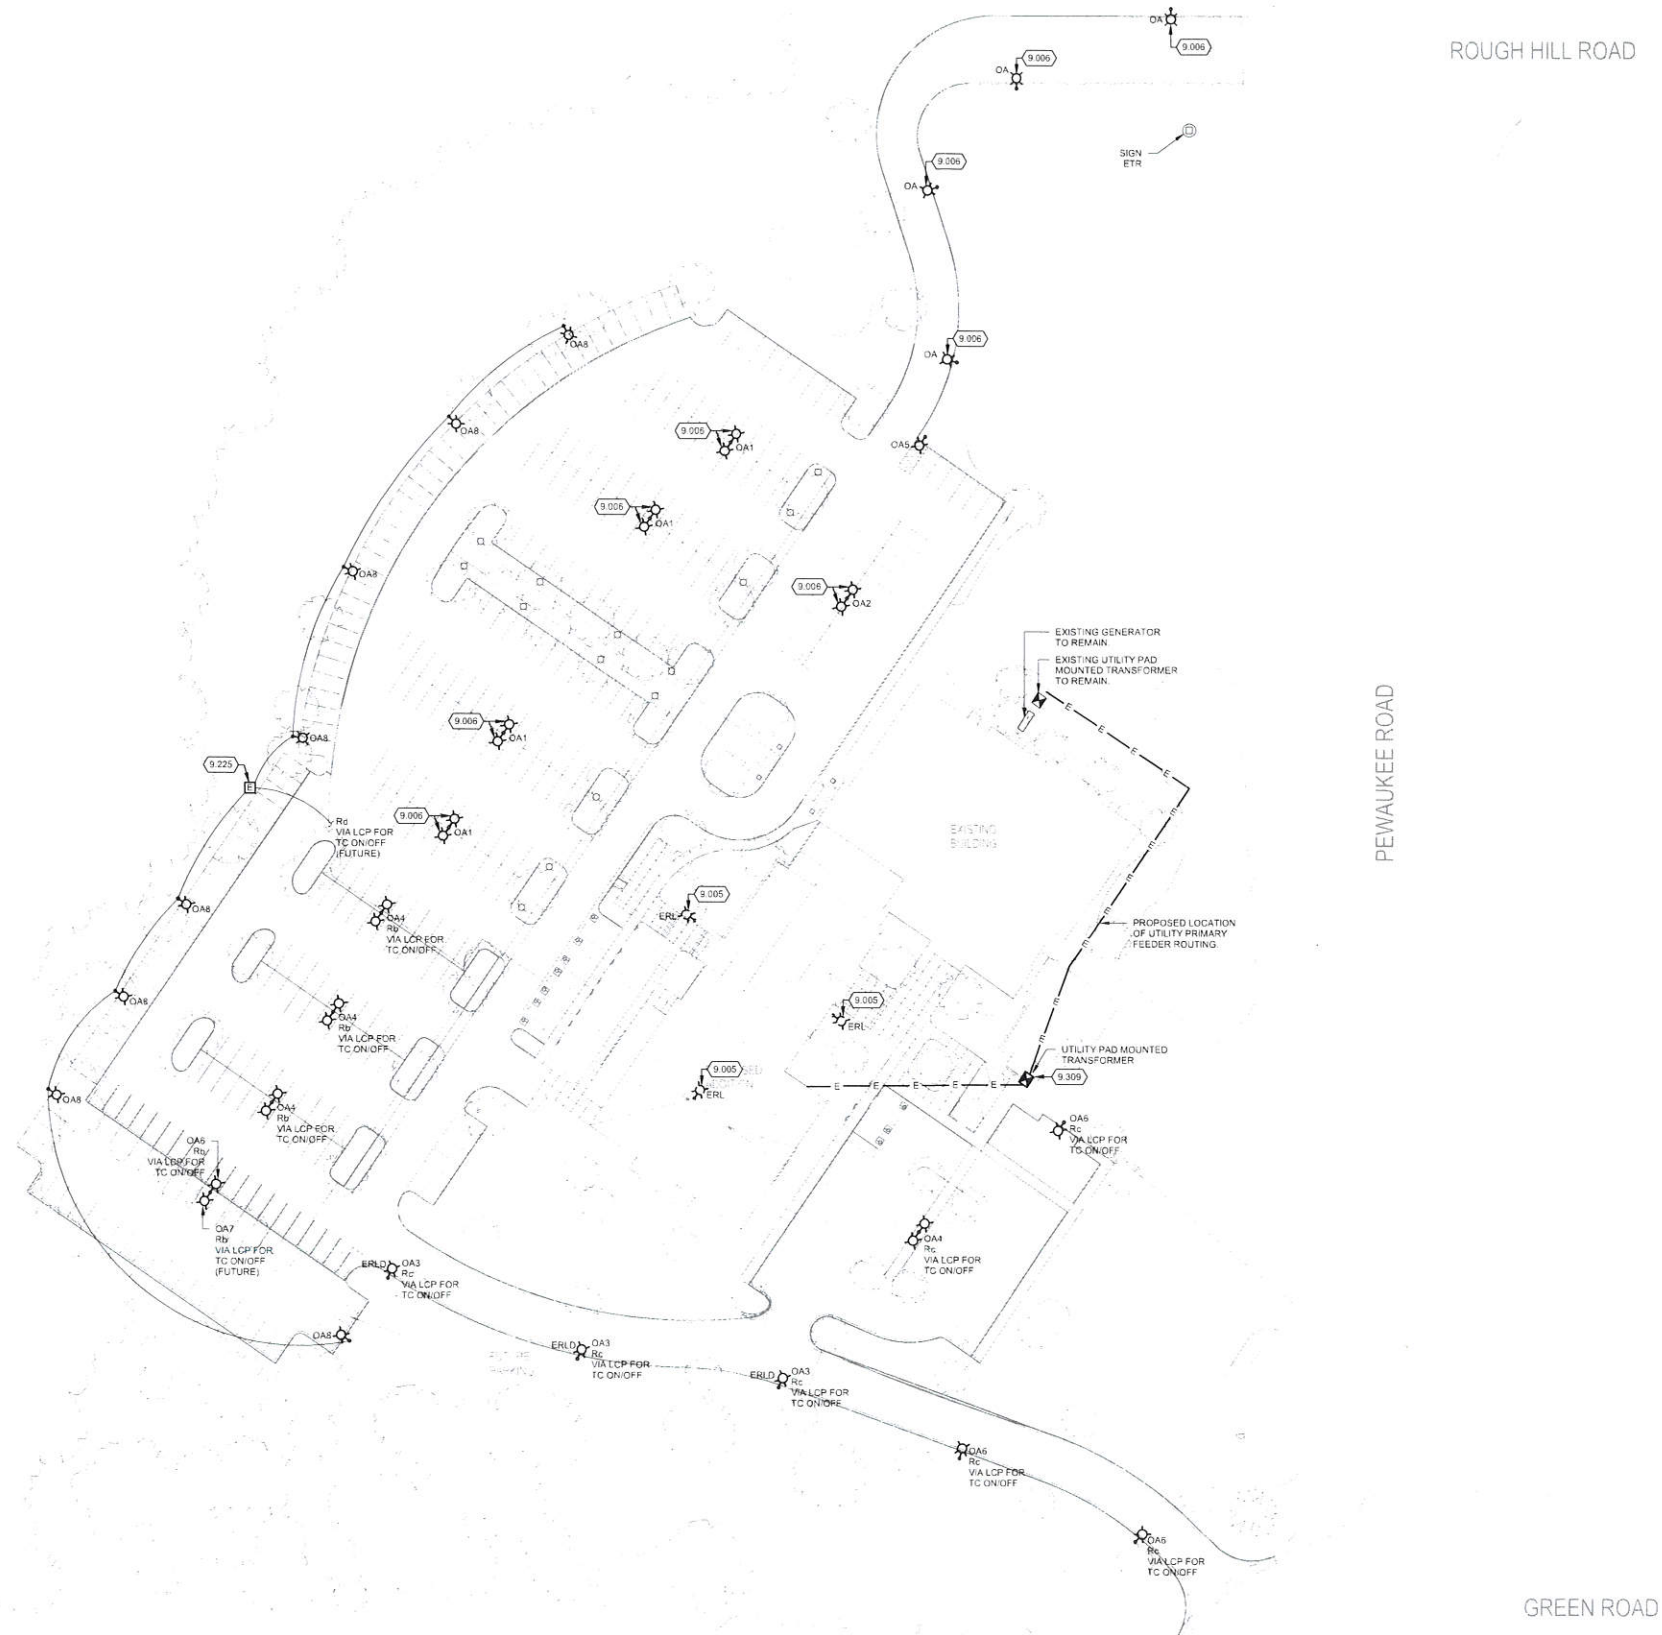 OA
9.006
ROUGH HILL ROAD
OA
9.006
SIGN
ETR
9.006
OA
9.006
OA
OA8
OA8
9.006
OA1
OA5
9.006
OA1
OA8
9.006
OA2
EXISTING GENERATOR
TO REMAIN.
EXISTING UTILITY PAD
MOUNTED TRANSFORMER
TO REMAIN.
E
E
E
E
PEWAUKEE ROAD
9.006
OA1
OA8
9.225
E
Rd
VIA LCP FOR
TC ON/OFF
(FUTURE)
9.006
OA1
EXISTING
BUILDING
E
E
E
E
E
PROPOSED LOCATION
OF UTILITY PRIMARY
FEEDER ROUTING.
9.005
ERL
OA8
OA4
Rb
VIA LCP FOR
TC ON/OFF
OA8
OA4
Rb
VIA LCP FOR
TC ON/OFF
9.005
ERL
E
E
UTILITY PAD MOUNTED
TRANSFORMER
9.309
9.005
ERL
E
E
E
E
E
OA8
OA4
Rb
VIA LCP FOR
TC ON/OFF
OA6
Rc
VIA LCP FOR
TC ON/OFF
OA6
Rb
VIA LCP FOR
TC ON/OFF
OA7
Rb
VIA LCP FOR
TC ON/OFF
(FUTURE)
OA4
Rc
VIA LCP FOR
TC ON/OFF
ERLD
OA3
Rc
VIA LCP FOR
TC ON/OFF
OA8
ERLD
OA3
Rc
VIA LCP FOR
TC ON/OFF
ERLD
OA3
Rc
VIA LCP FOR
TC ON/OFF
OA6
Rc
VIA LCP FOR
TC ON/OFF
OA6
Rc
VIA LCP FOR
TC ON/OFF
GREEN ROAD